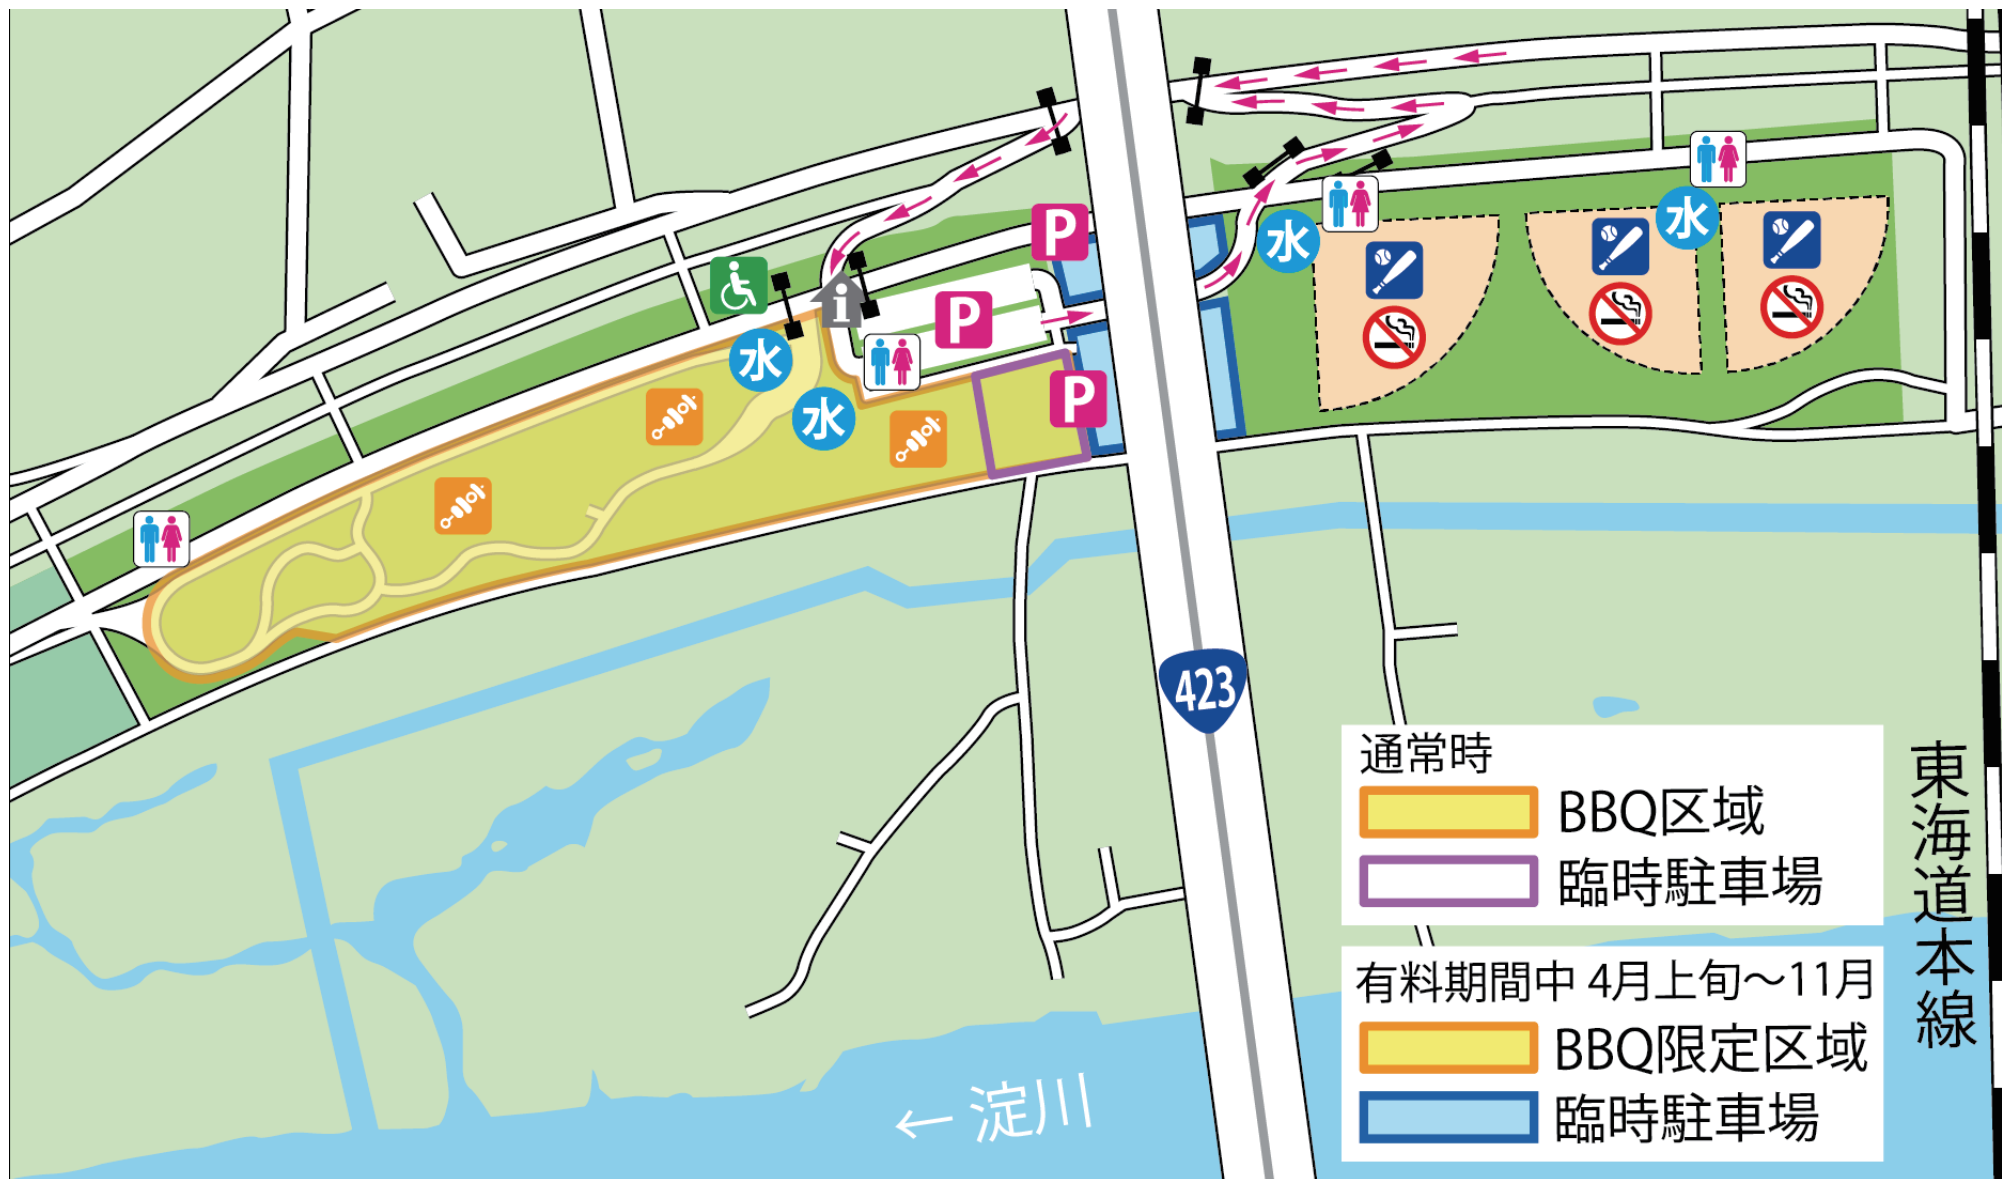 P
P
P
i
水
水
水
水
423
通常時
BBQ区域
臨時駐車場
有料期間中 4月上旬～11月
BBQ限定区域
臨時駐車場
東海道本線
← 淀川